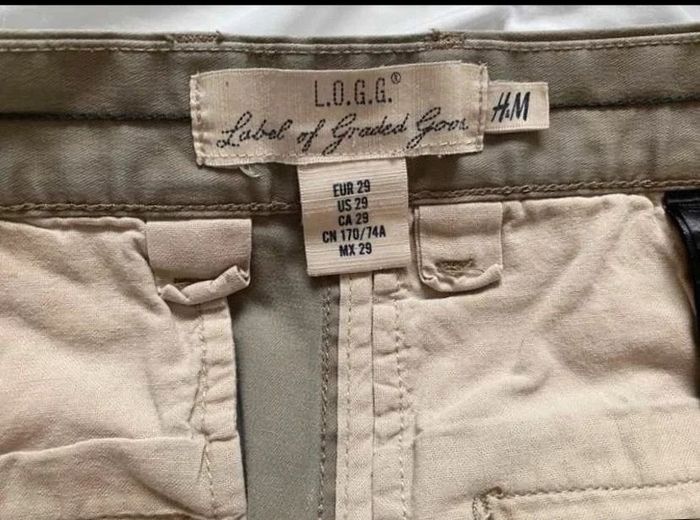 L.O.G.G.®
Label of Graded Goods
H&M
EUR 29
US 29
CA 29
CN 170/74A
MX 29